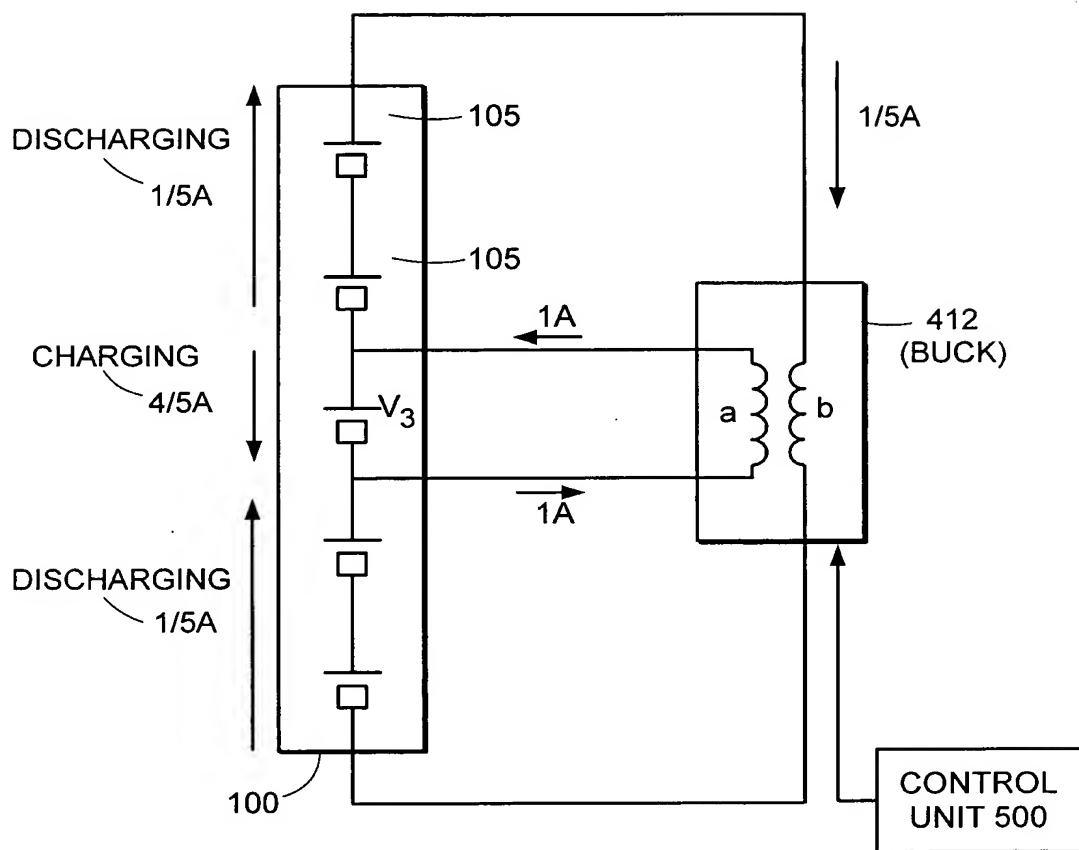 105
DISCHARGING
1/5A
1/5A
105
1A
412
(BUCK)
CHARGING
4/5A
V3
a
b
1A
DISCHARGING
1/5A
100
CONTROL
UNIT 500